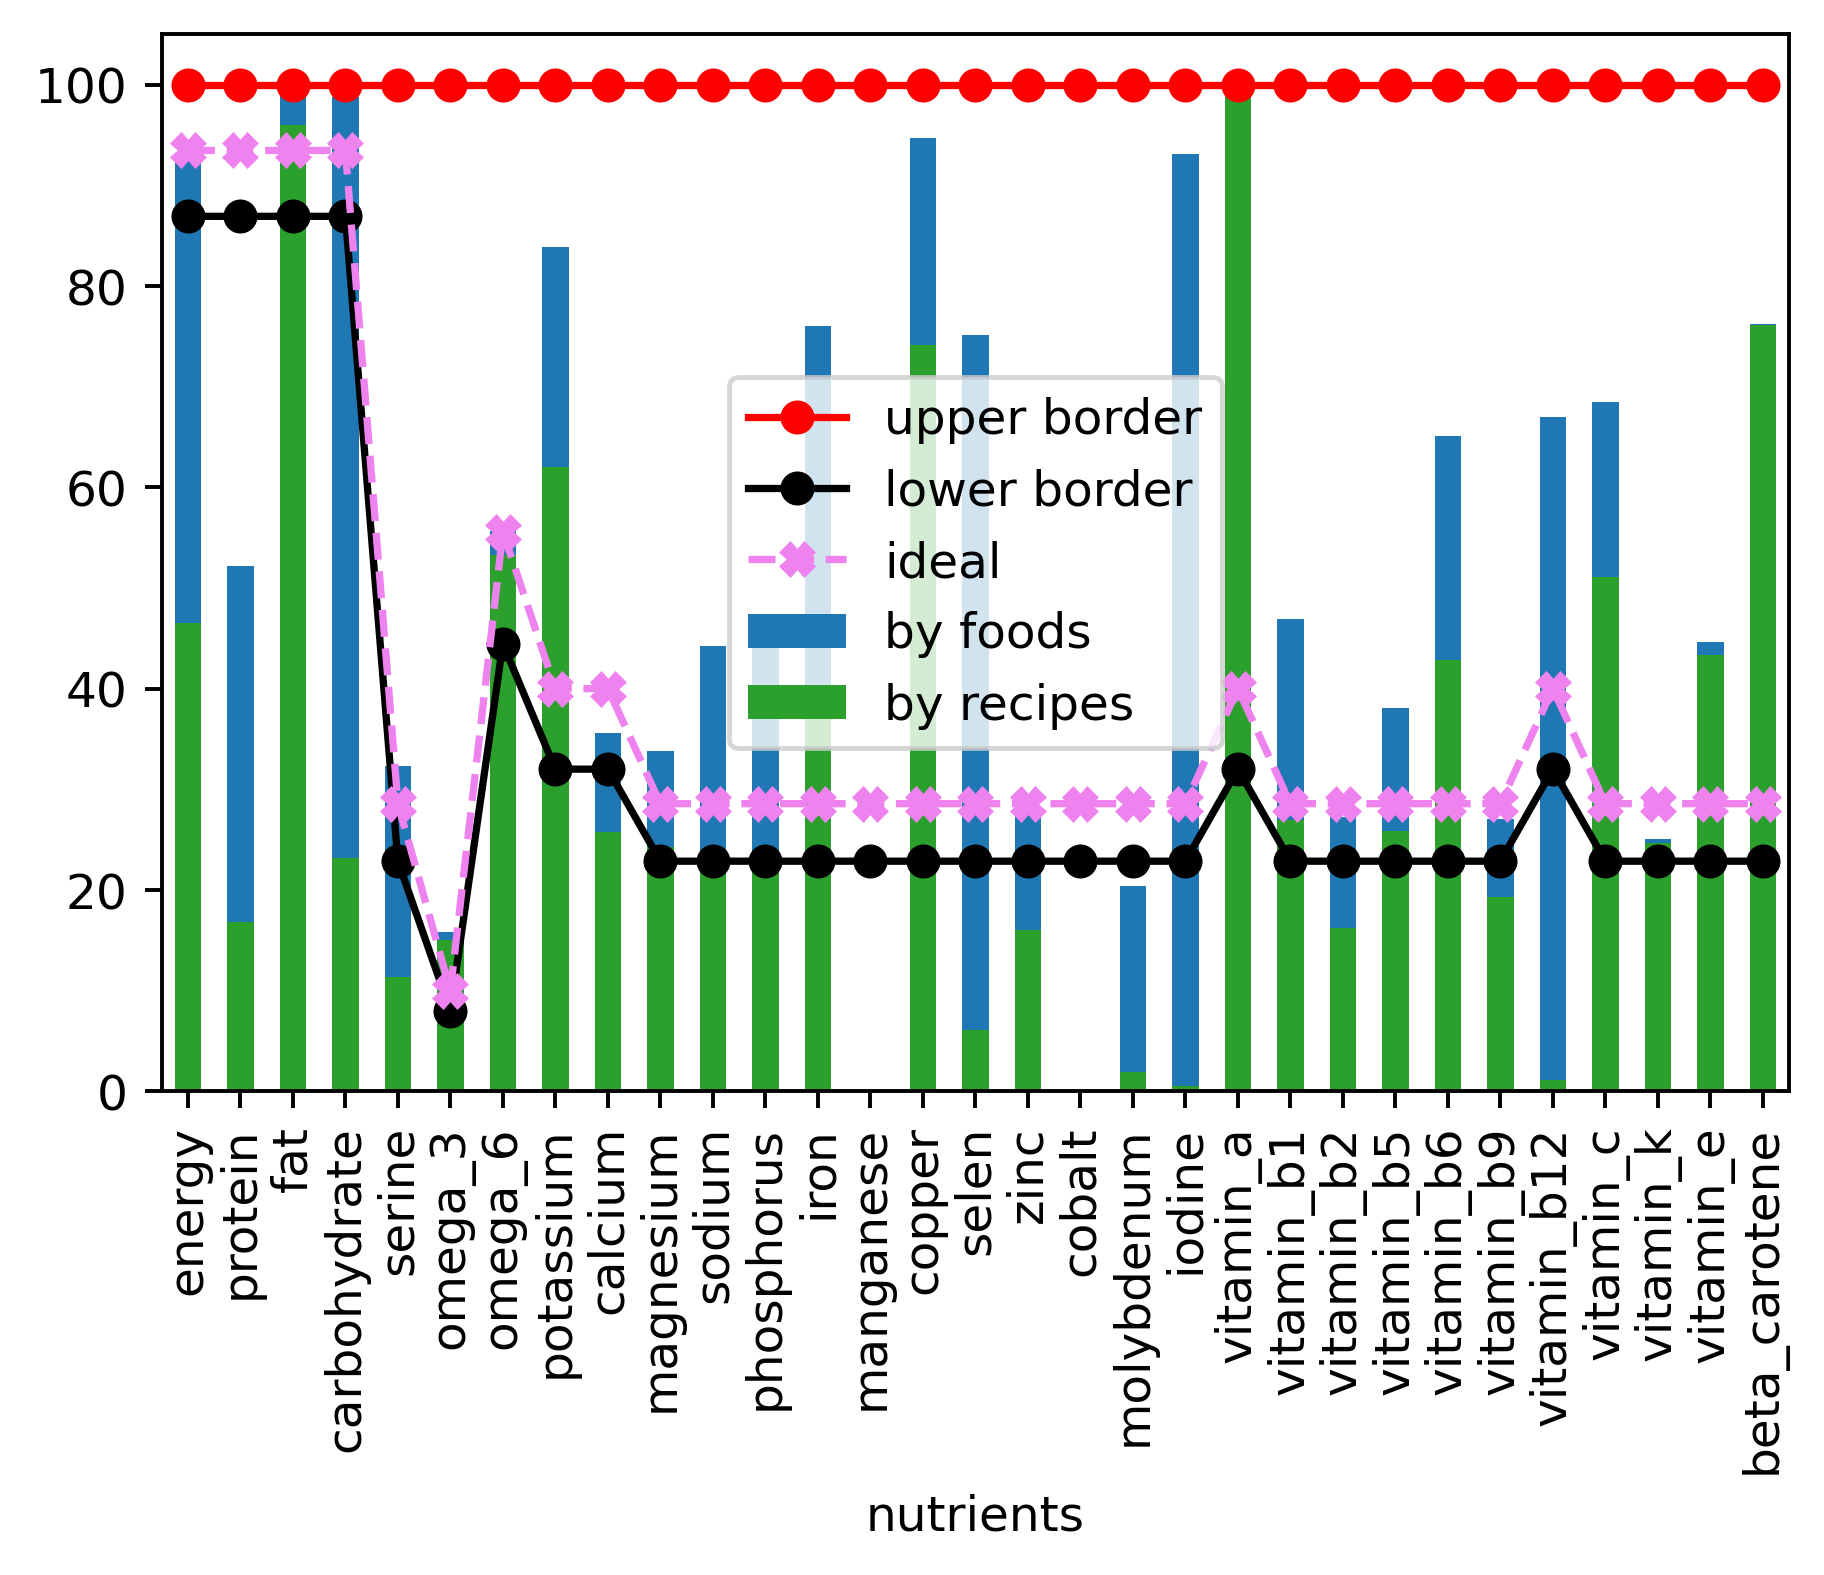 100
80
60
40
20
0
upper border
lower border
ideal
by foods
by recipes
energy
protein
fat
carbohydrate
serine
omega_3
omega_6
potassium
calcium
magnesium
sodium
phosphorus
iron
manganese
copper
selen
zinc
cobalt
molybdenum
iodine
vitamin_a
vitamin_b1
vitamin_b2
vitamin_b5
vitamin_b6
vitamin_b9
vitamin_b12
vitamin_c
vitamin_k
vitamin_e
beta_carotene
nutrients